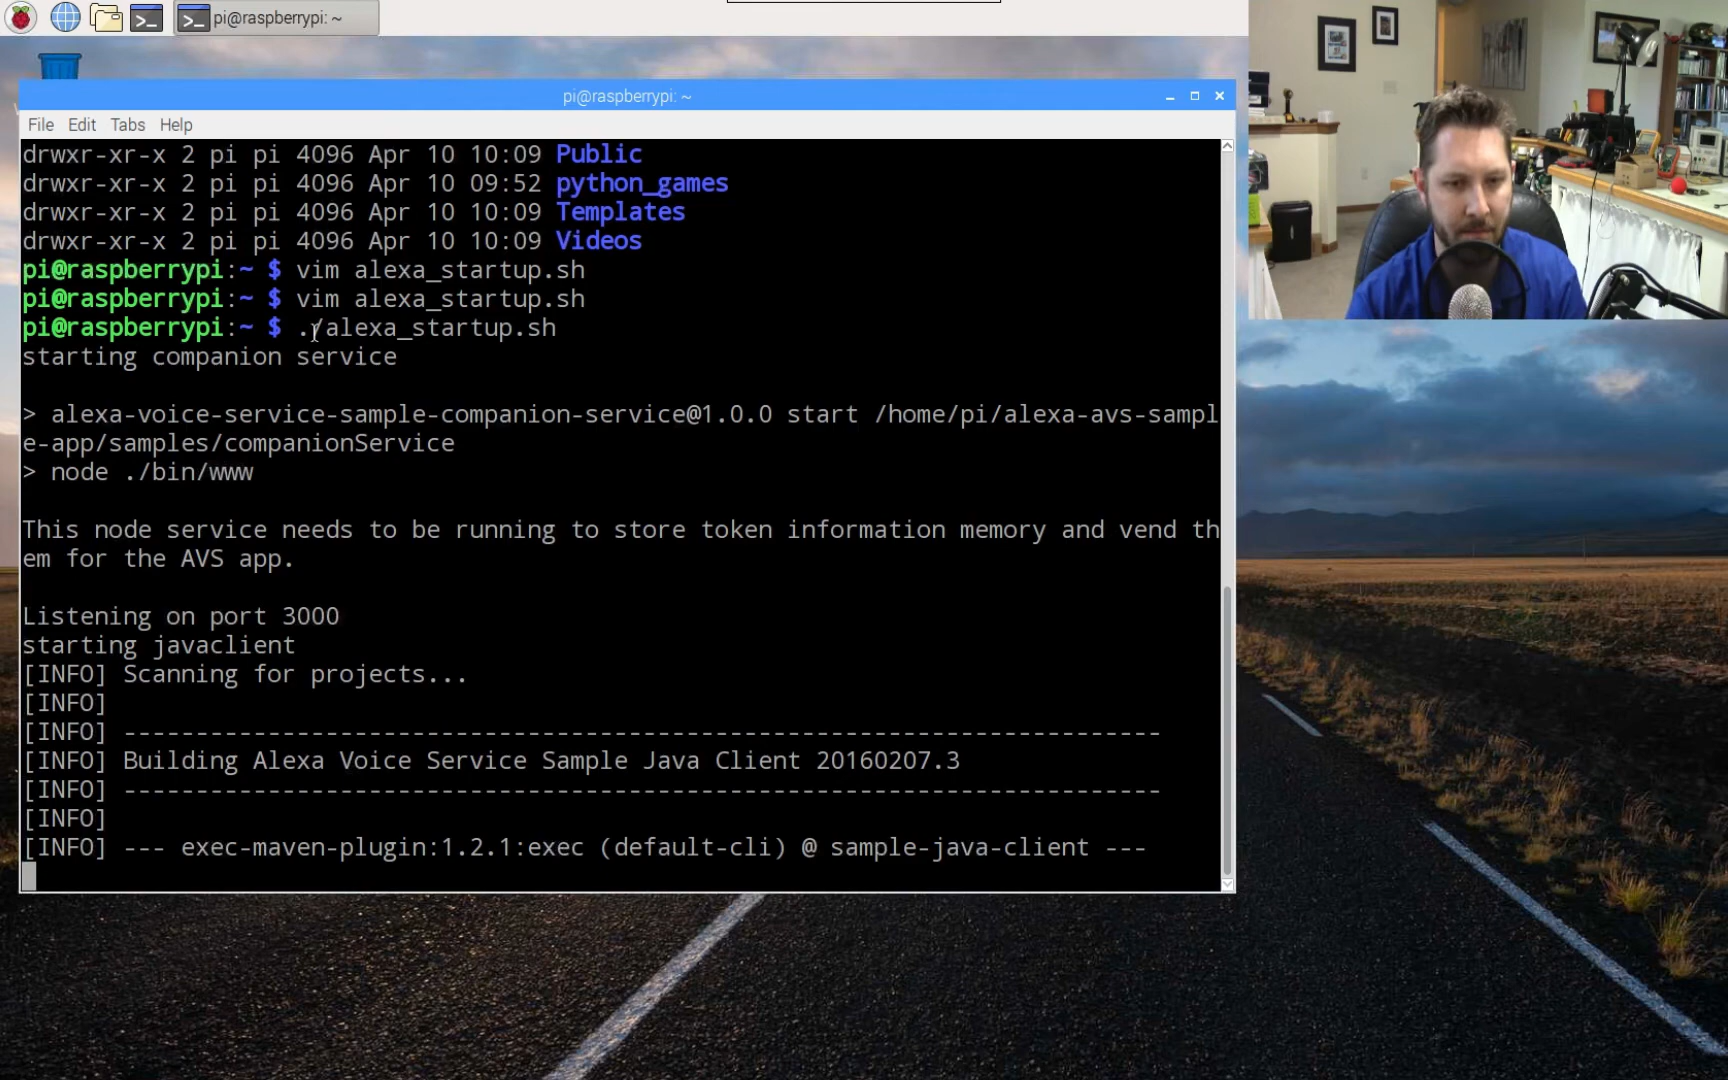 pi@raspberrypi: ~
pi@raspberrypi: ~
File Edit Tabs Help
drwxr-xr-x 2 pi pi 4096 Apr 10 10:09 Public
drwxr-xr-x 2 pi pi 4096 Apr 10 09:52 python_games
drwxr-xr-x 2 pi pi 4096 Apr 10 10:09 Templates
drwxr-xr-x 2 pi pi 4096 Apr 10 10:09 Videos
pi@raspberrypi:~ $ vim alexa_startup.sh
pi@raspberrypi:~ $ vim alexa_startup.sh
pi@raspberrypi:~ $ ./alexa_startup.sh
starting companion service
> alexa-voice-service-sample-companion-service@1.0.0 start /home/pi/alexa-avs-sampl
e-app/samples/companionService
> node ./bin/www
This node service needs to be running to store token information memory and vend th
em for the AVS app.
Listening on port 3000
starting javaclient
[INFO] Scanning for projects...
[INFO]
[INFO] ------------------------------------------------------------------------
[INFO] Building Alexa Voice Service Sample Java Client 20160207.3
[INFO] ------------------------------------------------------------------------
[INFO]
[INFO] --- exec-maven-plugin:1.2.1:exec (default-cli) @ sample-java-client ---